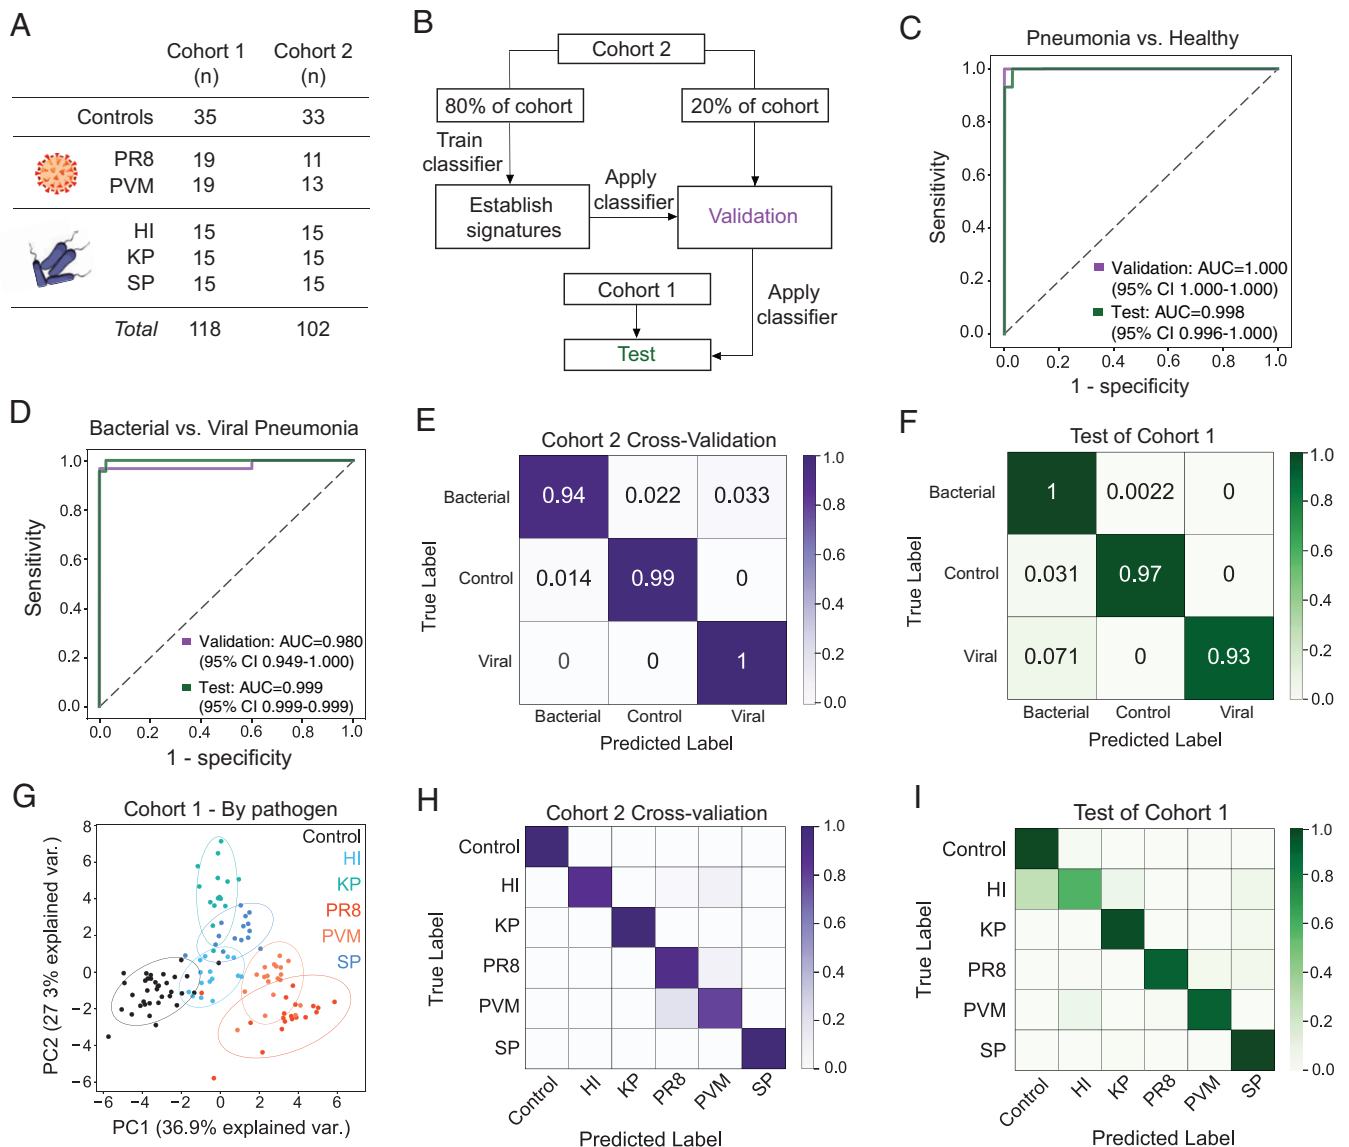 A
Cohort 1 Cohort 2
(n) (n)
Controls 35 33
PR8 19 11
PVM 19 13
HI 15 15
KP 15 15
SP 15 15
Total 118 102
B
Cohort 2
80% of cohort 20% of cohort
Train
classifier
Apply
classifier
Establish
signatures
Validation
Cohort 1
Apply
classifier
Test
C
Pneumonia vs. Healthy
1.0
0.8
0.6
0.4
0.2
0.0
Sensitivity
Validation: AUC=1.000
(95% CI 1.000-1.000)
Test: AUC=0.998
(95% CI 0.996-1.000)
0.0 0.2 0.4 0.6 0.8 1.0
1 - specificity
D
Bacterial vs. Viral Pneumonia
1.0
0.8
0.6
0.4
0.2
0.0
Sensitivity
Validation: AUC=0.980
(95% CI 0.949-1.000)
Test: AUC=0.999
(95% CI 0.999-0.999)
0.0 0.2 0.4 0.6 0.8 1.0
1 - specificity
E
Cohort 2 Cross-Validation
True Label
Bacterial 0.94 0.022 0.033
Control 0.014 0.99 0
Viral 0 0 1
Bacterial Control Viral
Predicted Label
1.0
0.8
0.6
0.4
0.2
0.0
F
Test of Cohort 1
True Label
Bacterial 1 0.0022 0
Control 0.031 0.97 0
Viral 0.071 0 0.93
Bacterial Control Viral
Predicted Label
1.0
0.8
0.6
0.4
0.2
0.0
G
Cohort 1 - By pathogen
8
6
4
2
0
−2
−4
−6
PC2 (27 3% explained var.)
Control
HI
KP
PR8
PVM
SP
−6 −4 −2 0 2 4 6
PC1 (36.9% explained var.)
H
Cohort 2 Cross-valiation
True Label
Control
HI
KP
PR8
PVM
SP
Control HI KP PR8 PVM SP
Predicted Label
1.0
0.8
0.6
0.4
0.2
0.0
I
Test of Cohort 1
True Label
Control
HI
KP
PR8
PVM
SP
Control HI KP PR8 PVM SP
Predicted Label
1.0
0.8
0.6
0.4
0.2
0.0